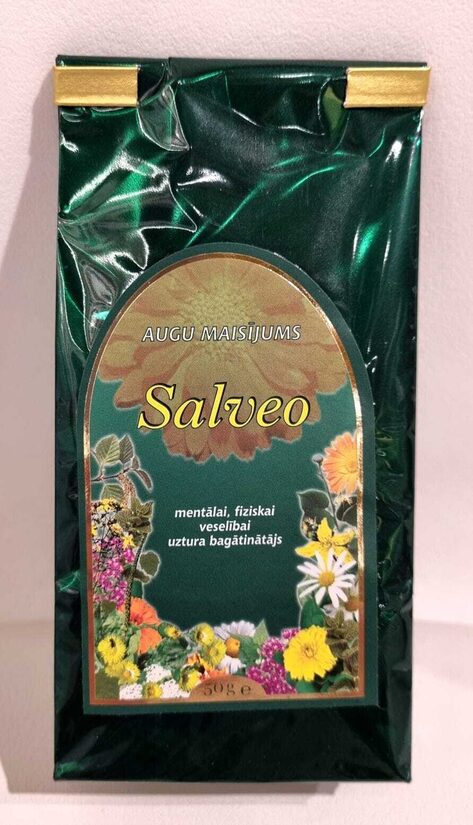 AUGU MAISĪJUMS
Salveo
mentālai, fiziskai
veselībai
uztura bagātinātājs
50g e